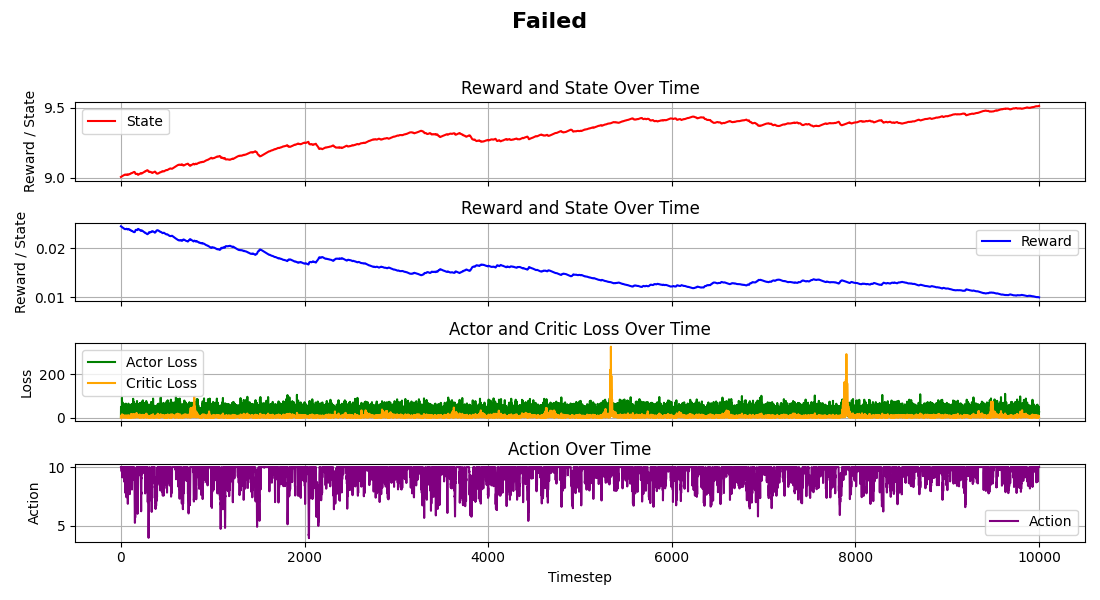 Failed
Reward and State Over Time
Reward / State
9.5
9.0
State
Reward and State Over Time
Reward / State
0.02
0.01
Reward
Actor and Critic Loss Over Time
Loss
200
0
Actor Loss
Critic Loss
Action Over Time
Action
10
5
Action
0 2000 4000 6000 8000 10000
Timestep